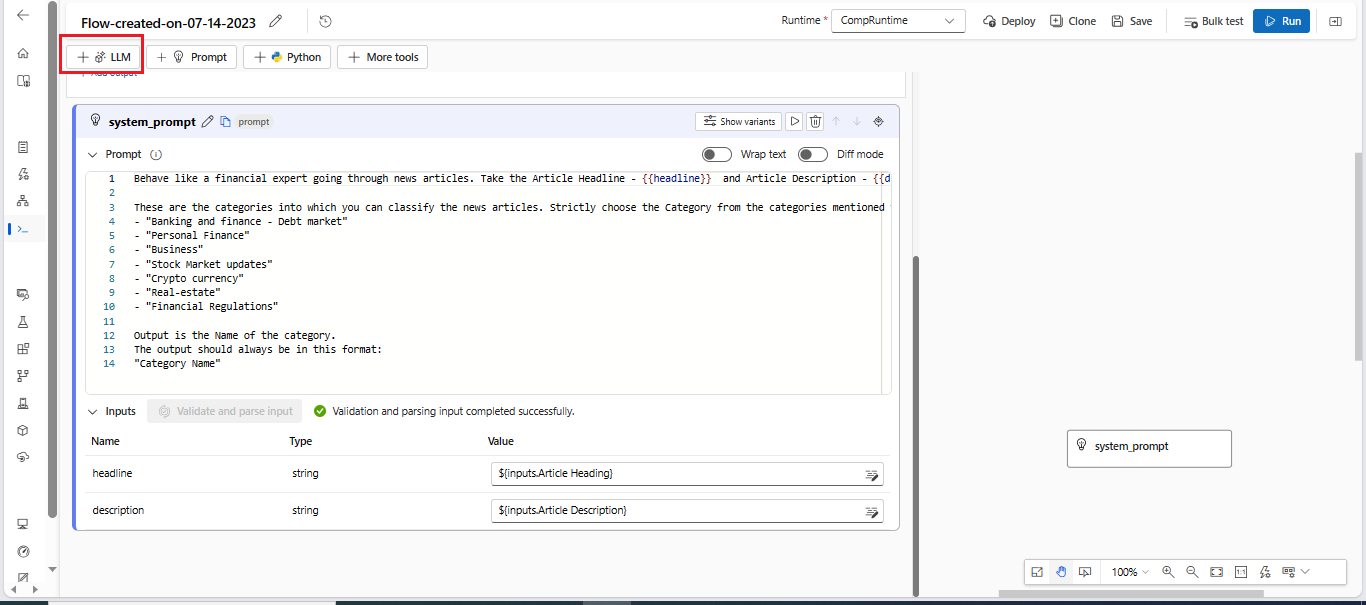 Flow-created-on-07-14-2023
Runtime * CompRuntime Deploy Clone Save Bulk test Run
+ LLM + Prompt + Python + More tools
+ Add output
system_prompt prompt Show variants
Prompt Wrap text Diff mode
1 Behave like a financial expert going through news articles. Take the Article Headline - {{headline}} and Article Description - {{d
2
3 These are the categories into which you can classify the news articles. Strictly choose the Category from the categories mentioned
4 - "Banking and finance - Debt market"
5 - "Personal Finance"
6 - "Business"
7 - "Stock Market updates"
8 - "Crypto currency"
9 - "Real-estate"
10 - "Financial Regulations"
11
12 Output is the Name of the category.
13 The output should always be in this format:
14 "Category Name"
Inputs Validate and parse input Validation and parsing input completed successfully.
Name Type Value
headline string ${inputs.Article Heading}
description string ${inputs.Article Description}
system_prompt
100% 1:1